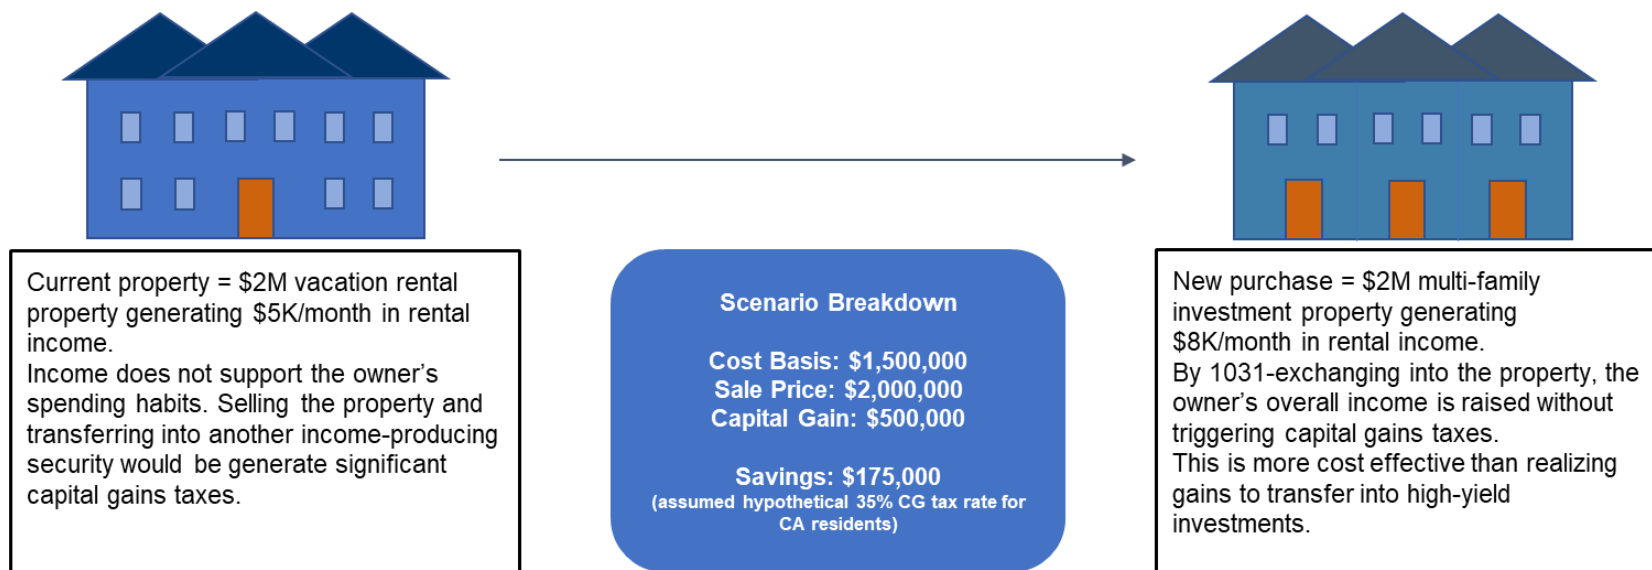 Current property = $2M vacation rental
property generating $5K/month in rental
income.
Income does not support the owner's
spending habits. Selling the property and
transferring into another income-producing
security would be generate significant
capital gains taxes.
Scenario Breakdown
Cost Basis: $1,500,000
Sale Price: $2,000,000
Capital Gain: $500,000
Savings: $175,000
(assumed hypothetical 35% CG tax rate for
CA residents)
New purchase = $2M multi-family
investment property generating
$8K/month in rental income.
By 1031-exchanging into the property, the
owner's overall income is raised without
triggering capital gains taxes.
This is more cost effective than realizing
gains to transfer into high-yield
investments.